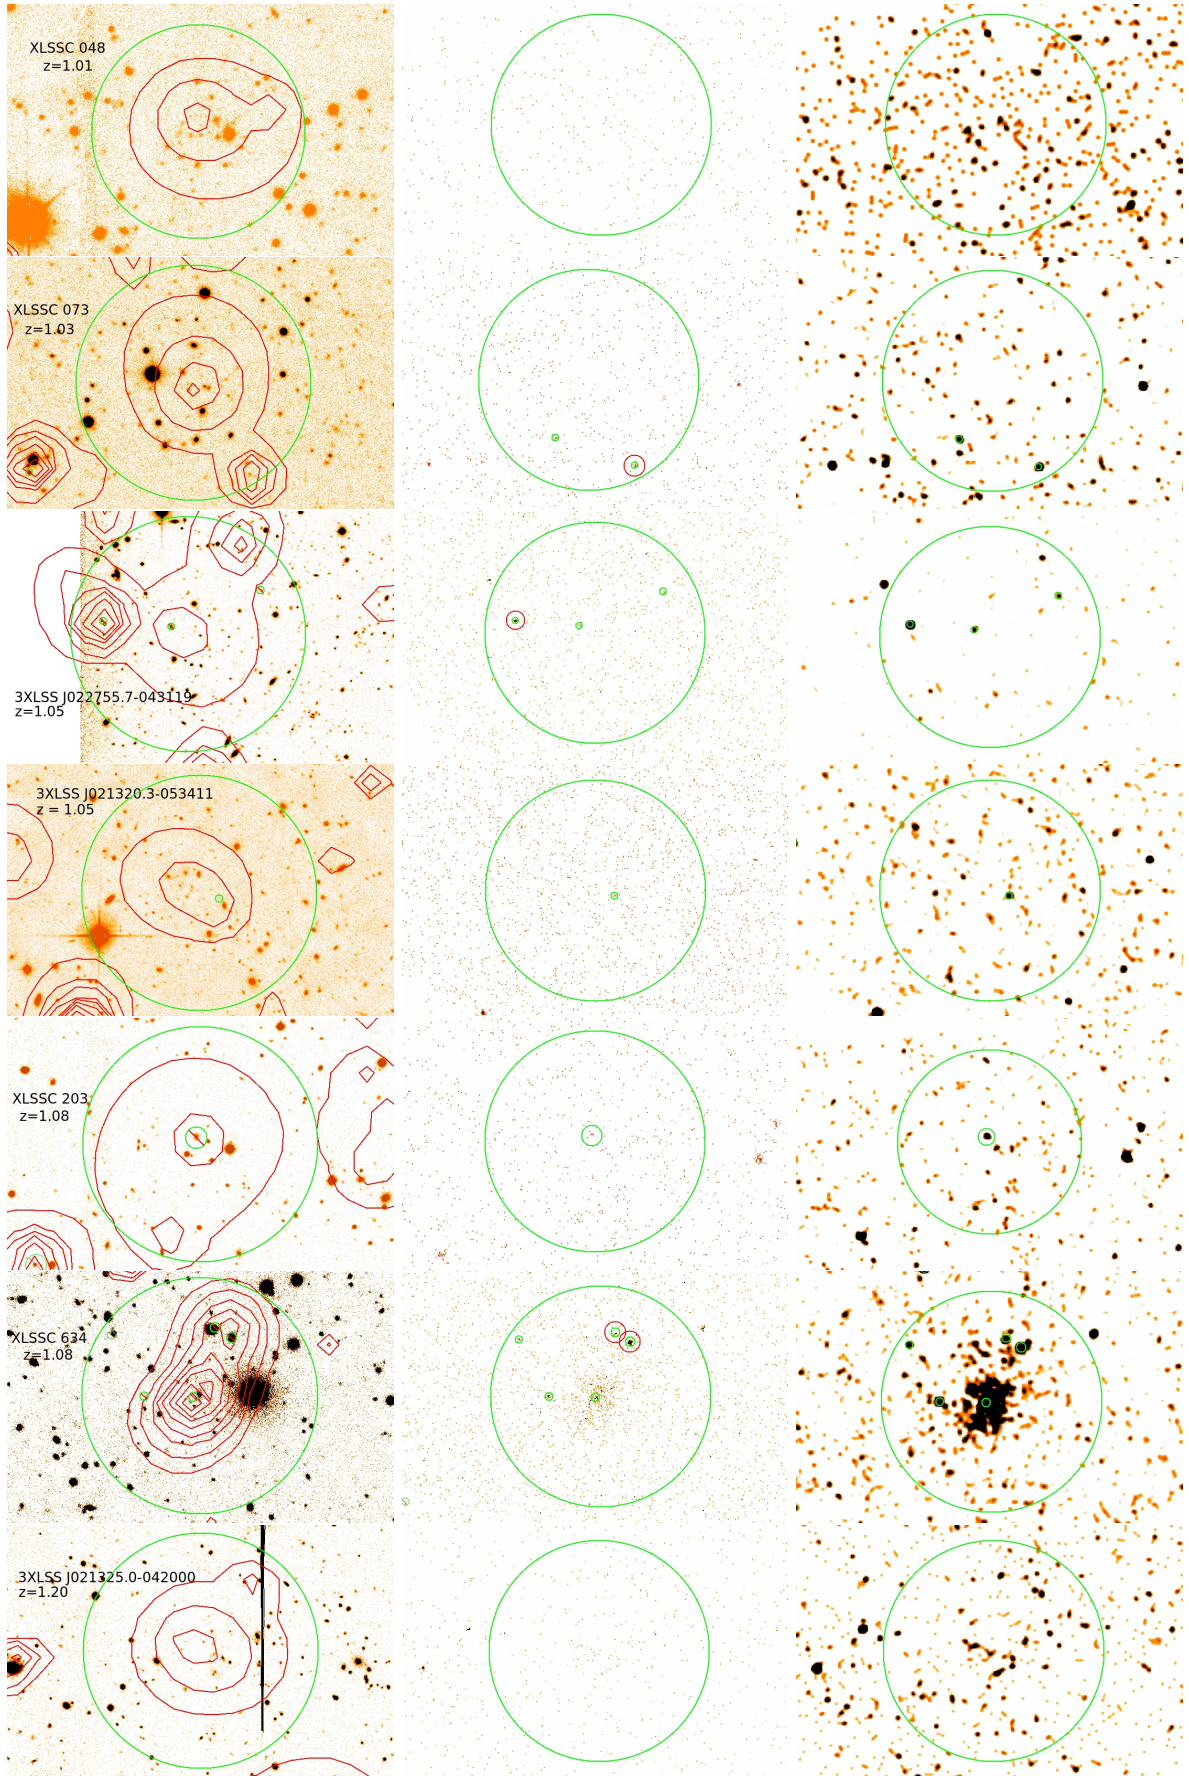 XLSSC 048
z=1.01
XLSSC 073
z=1.03
3XLSS J022755.7-043119
z=1.05
3XLSS J021320.3-053411
z = 1.05
XLSSC 203
z=1.08
XLSSC 634
z=1.08
3XLSS J021325.0-042000
z=1.20